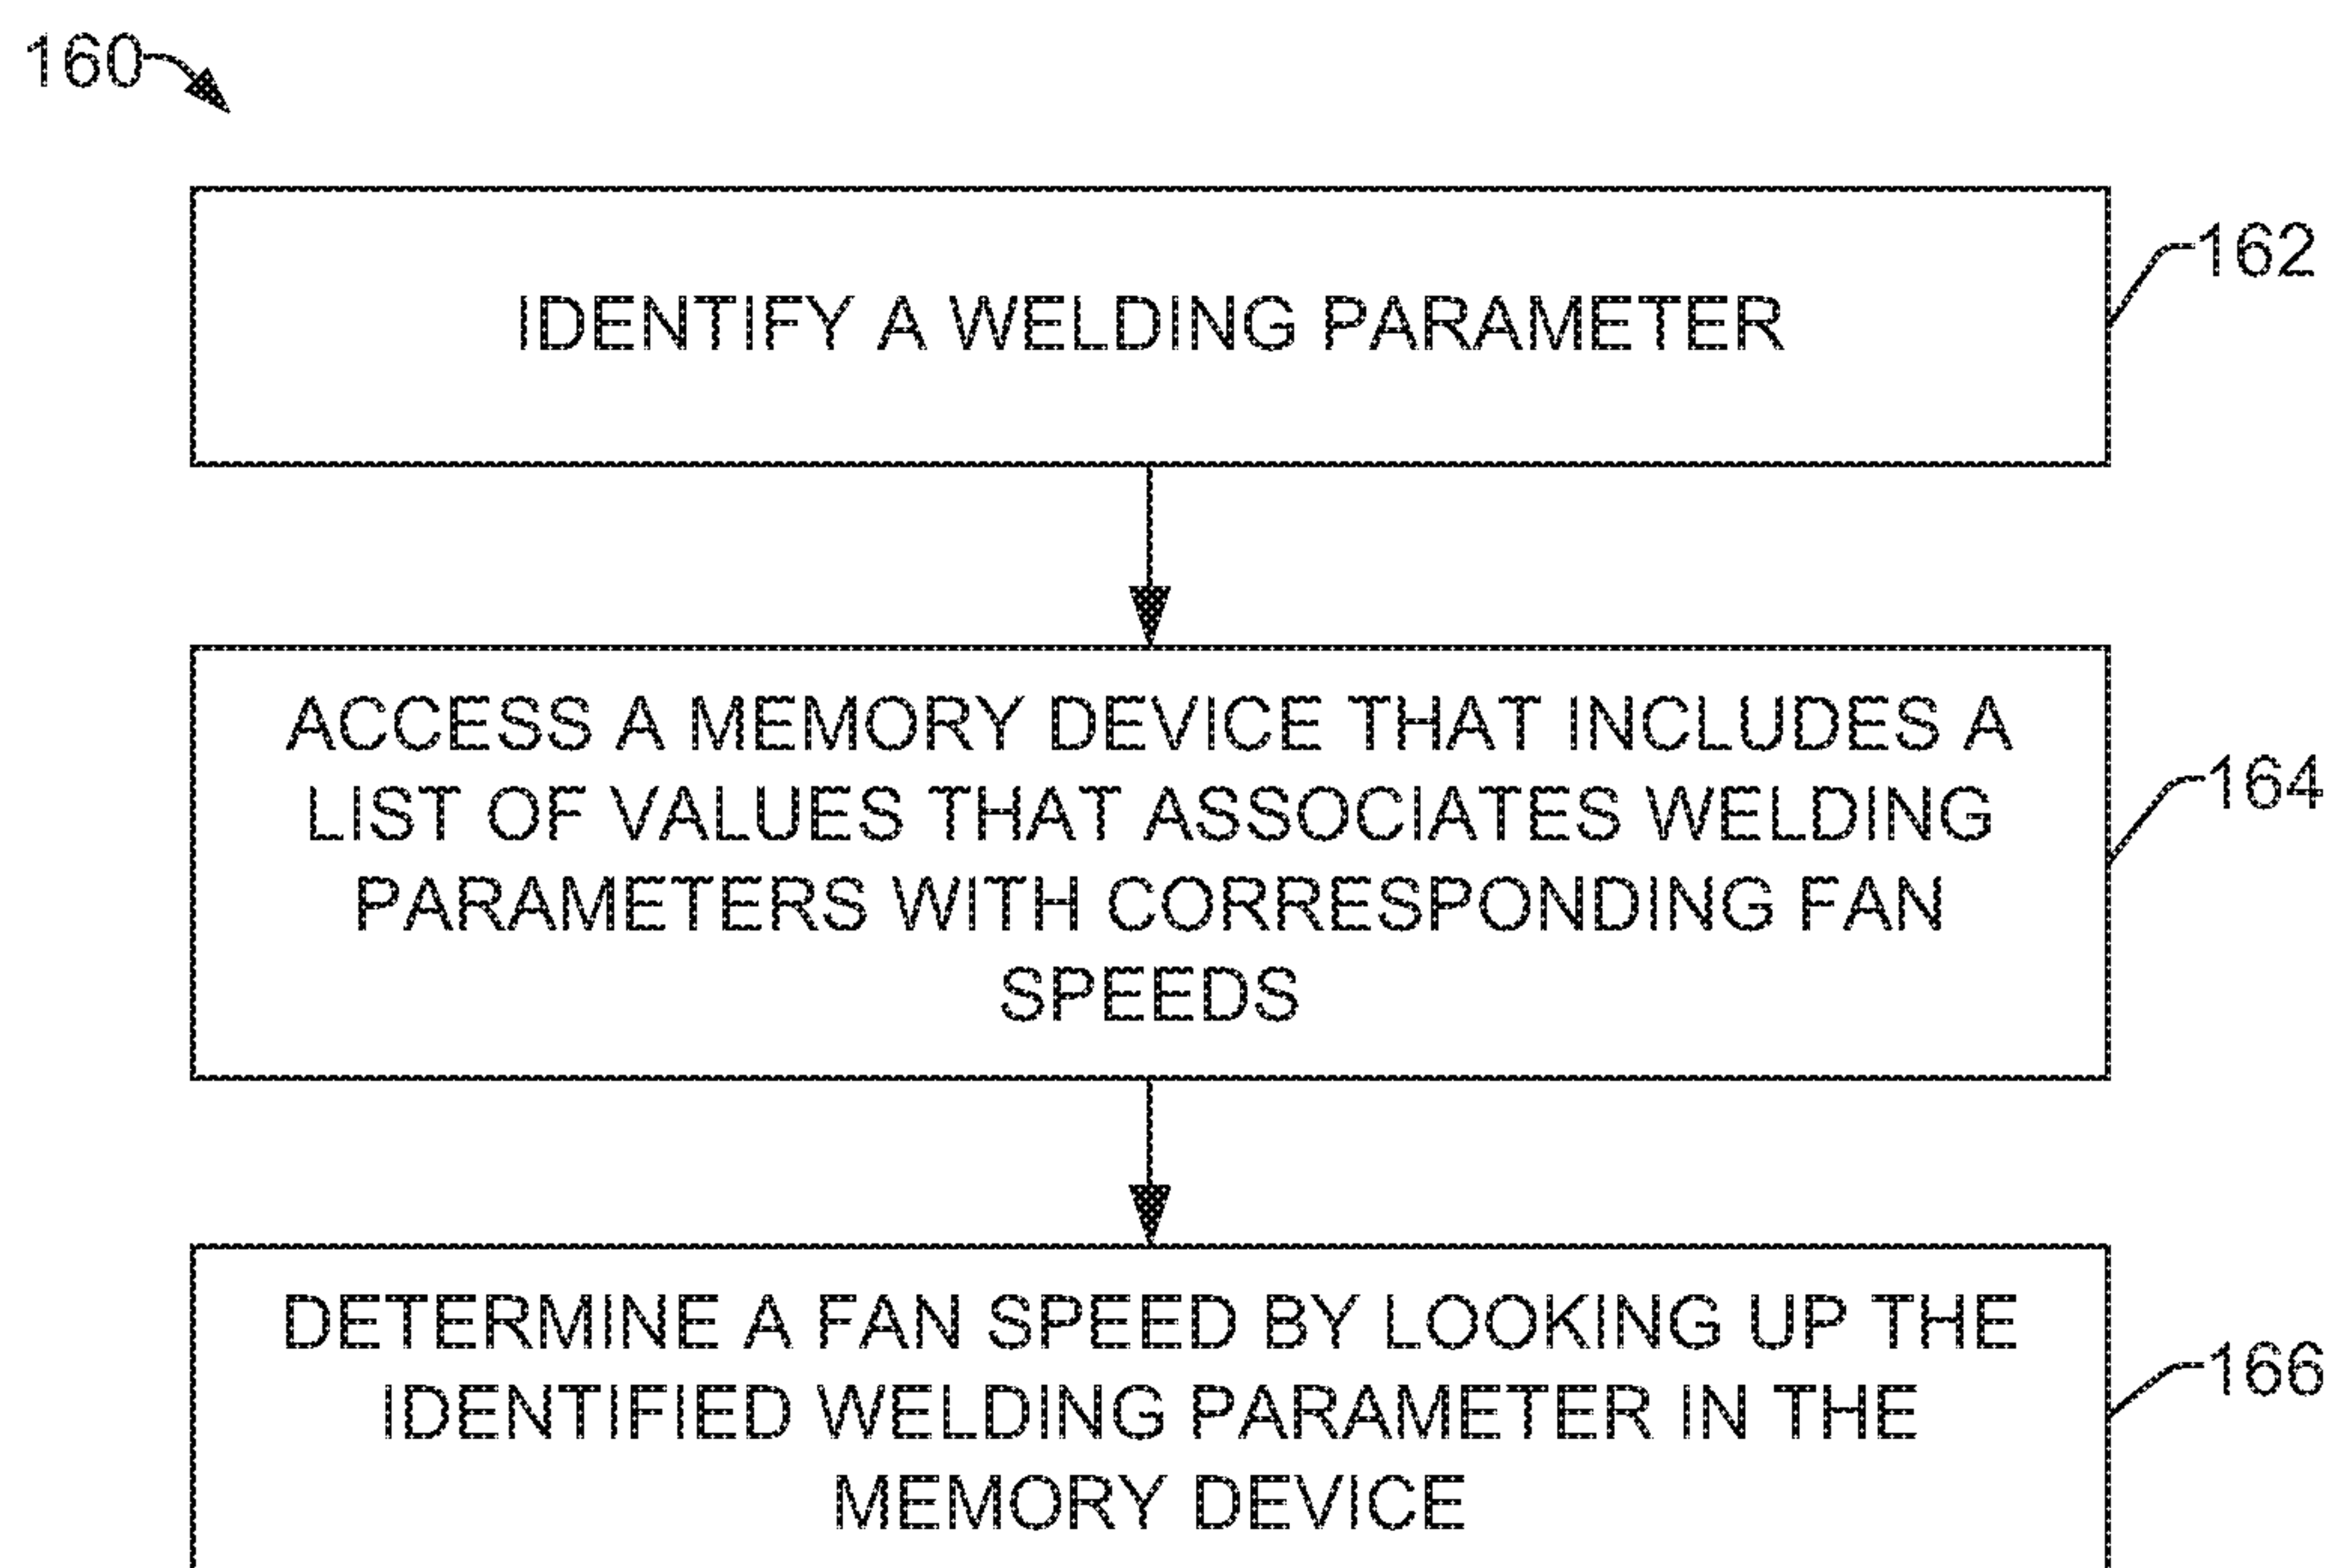 160
IDENTIFY A WELDING PARAMETER
162
ACCESS A MEMORY DEVICE THAT INCLUDES A
LIST OF VALUES THAT ASSOCIATES WELDING
PARAMETERS WITH CORRESPONDING FAN
SPEEDS
164
DETERMINE A FAN SPEED BY LOOKING UP THE
IDENTIFIED WELDING PARAMETER IN THE
MEMORY DEVICE
166